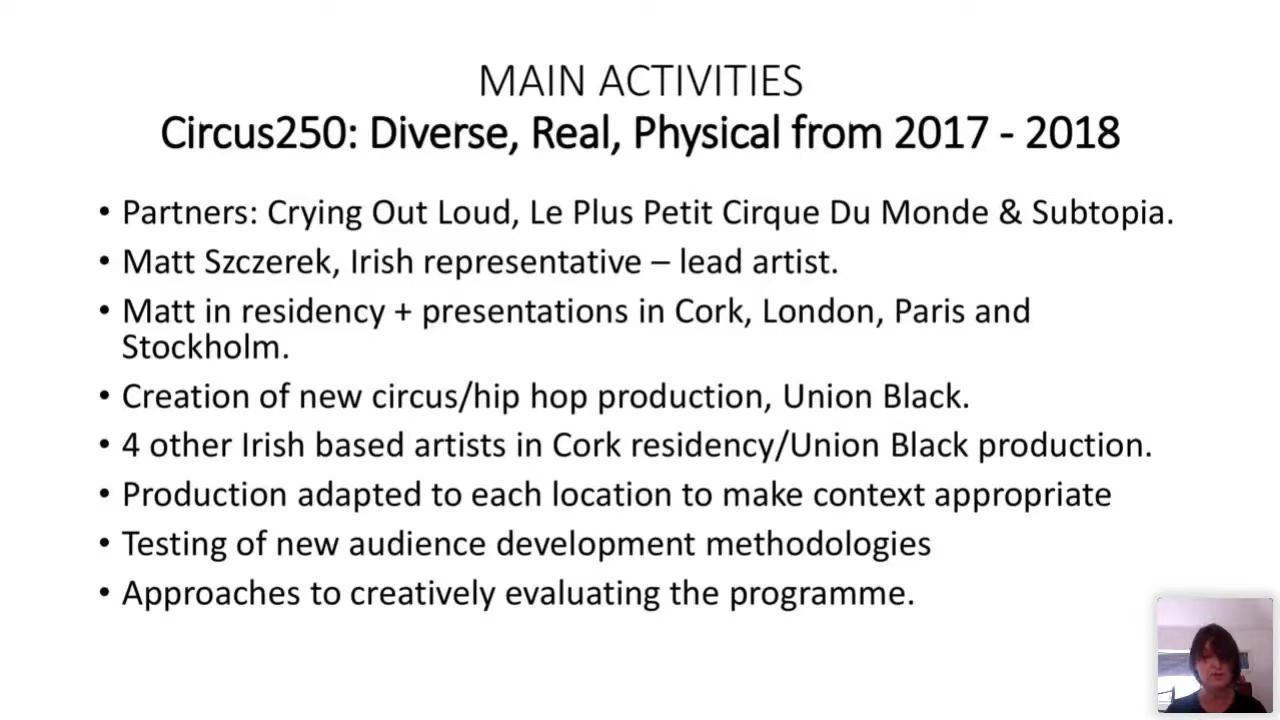 MAIN ACTIVITIES
Circus250: Diverse, Real, Physical from 2017 - 2018
• Partners: Crying Out Loud, Le Plus Petit Cirque Du Monde & Subtopia.
• Matt Szczerek, Irish representative – lead artist.
• Matt in residency + presentations in Cork, London, Paris and
Stockholm.
• Creation of new circus/hip hop production, Union Black.
• 4 other Irish based artists in Cork residency/Union Black production.
• Production adapted to each location to make context appropriate
• Testing of new audience development methodologies
• Approaches to creatively evaluating the programme.